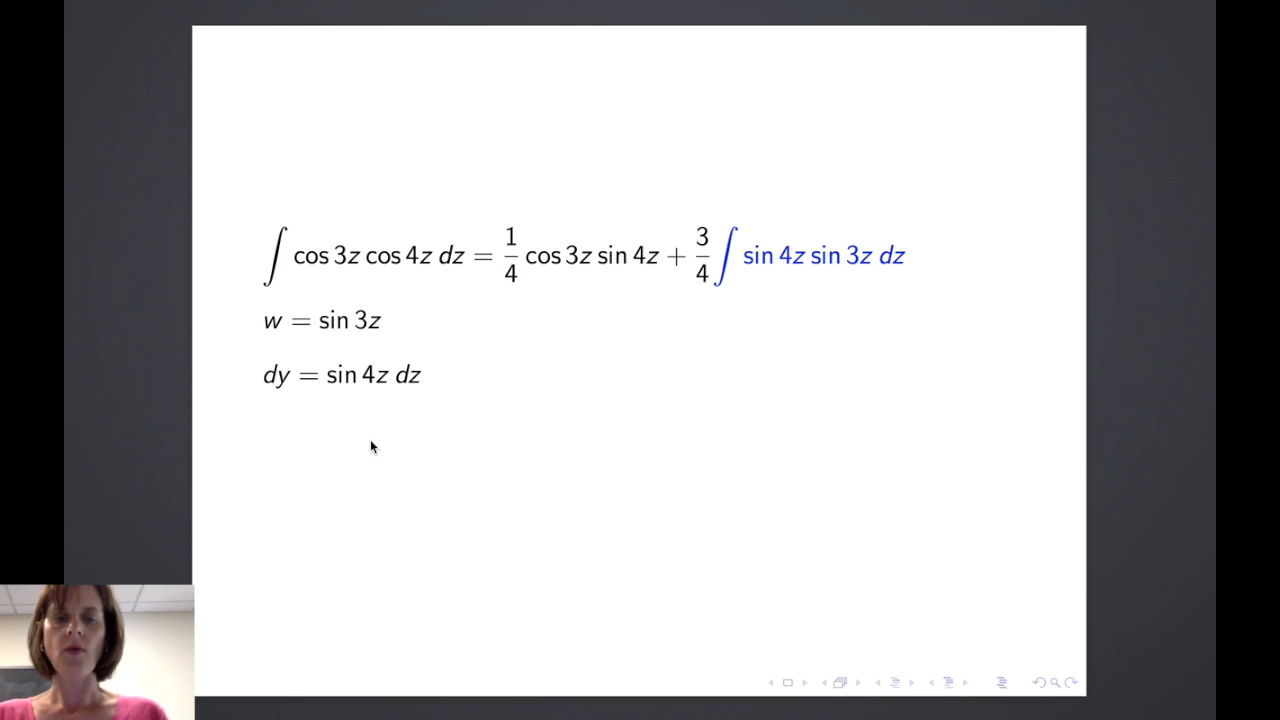 ∫ cos 3z cos 4z dz = 1/4 cos 3z sin 4z + 3/4 ∫ sin 4z sin 3z dz
w = sin 3z
dy = sin 4z dz